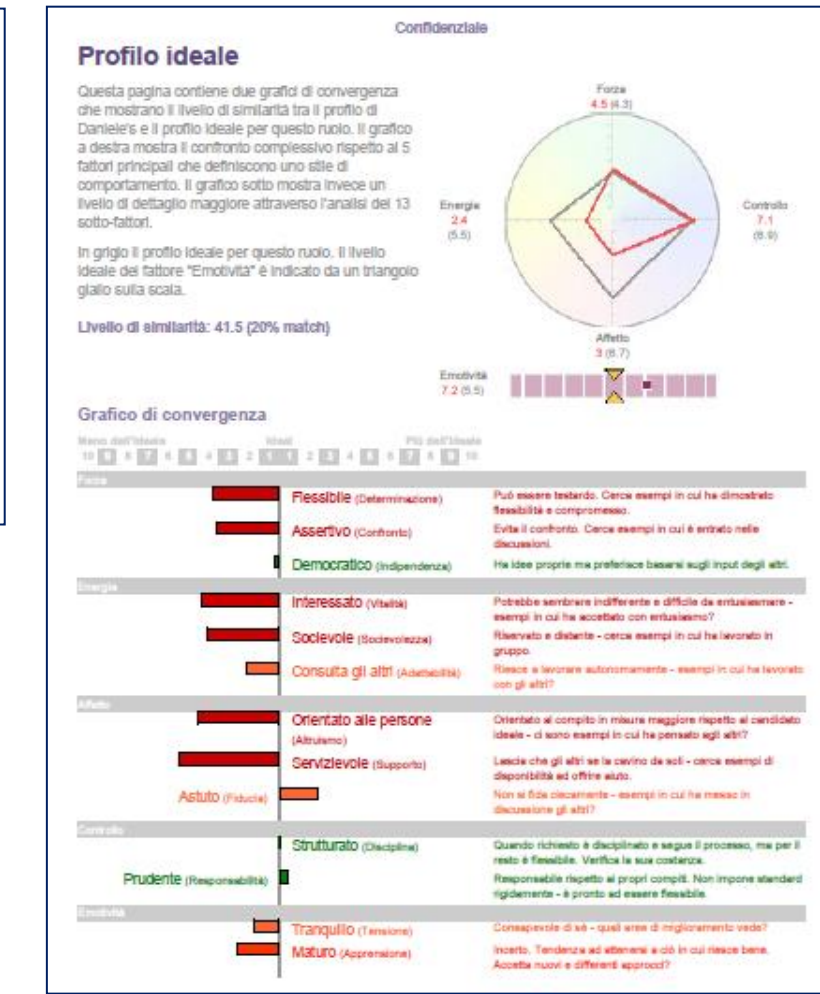 Confidenziale
Profilo ideale
Questa pagina contiene due grafici di convergenza
che mostrano il livello di similarità tra il profilo di
Daniele's e il profilo ideale per questo ruolo. Il grafico
a destra mostra il confronto complessivo rispetto ai 5
fattori principali che definiscono uno stile di
comportamento. Il grafico sotto mostra invece un
livello di dettaglio maggiore attraverso l'analisi dei 13
sotto-fattori.
In grigio il profilo ideale per questo ruolo. Il livello
ideale del fattore "Emotività" è indicato da un triangolo
giallo sulla scala.
Livello di similarità: 41.5 (20% match)
Forza
4.5 (4.3)
Energia
2.4
(5.5)
Controllo
7.1
(6.9)
Affetto
3 (6.7)
Emotività
7.2 (5.5)
Grafico di convergenza
Meno dell'ideale Ideale Più dell'ideale
10 9 8 7 6 5 4 3 2 1 1 2 3 4 5 6 7 8 9 10
Forza
Flessibile (Determinazione)
Può essere testardo. Cerca esempi in cui ha dimostrato
flessibilità e compromesso.
Assertivo (Confronto)
Evita il confronto. Cerca esempi in cui è entrato nelle
discussioni.
Democratico (Indipendenza)
Ha idee proprie ma preferisce basarsi sugli input degli altri.
Energia
Interessato (Vitalità)
Potrebbe sembrare indifferente e difficile da entusiasmare -
esempi in cui ha accettato con entusiasmo?
Socievole (Socievolezza)
Riservato e distante - cerca esempi in cui ha lavorato in
gruppo.
Consulta gli altri (Adattabilità)
Riesce a lavorare autonomamente - esempi in cui ha lavorato
con gli altri?
Affetto
Orientato alle persone
(Altruismo)
Orientato al compito in misura maggiore rispetto al candidato
ideale - ci sono esempi in cui ha pensato agli altri?
Servizievole (Supporto)
Lascia che gli altri se la cavino da soli - cerca esempi di
disponibilità ed offrire aiuto.
Astuto (Fiducia)
Non si fida ciecamente - esempi in cui ha messo in
discussione gli altri?
Controllo
Strutturato (Disciplina)
Quando richiesto è disciplinato e segue il processo, ma per il
resto è flessibile. Verifica la sua costanza.
Prudente (Responsabilità)
Responsabile rispetto ai propri compiti. Non impone standard
rigidamente - è pronto ad essere flessibile.
Emotività
Tranquillo (Tensione)
Consapevole di sé - quali aree di miglioramento vede?
Maturo (Apprensione)
Incerto. Tendenza ad attenersi a ciò in cui riesce bene.
Accetta nuovi e differenti approcci?